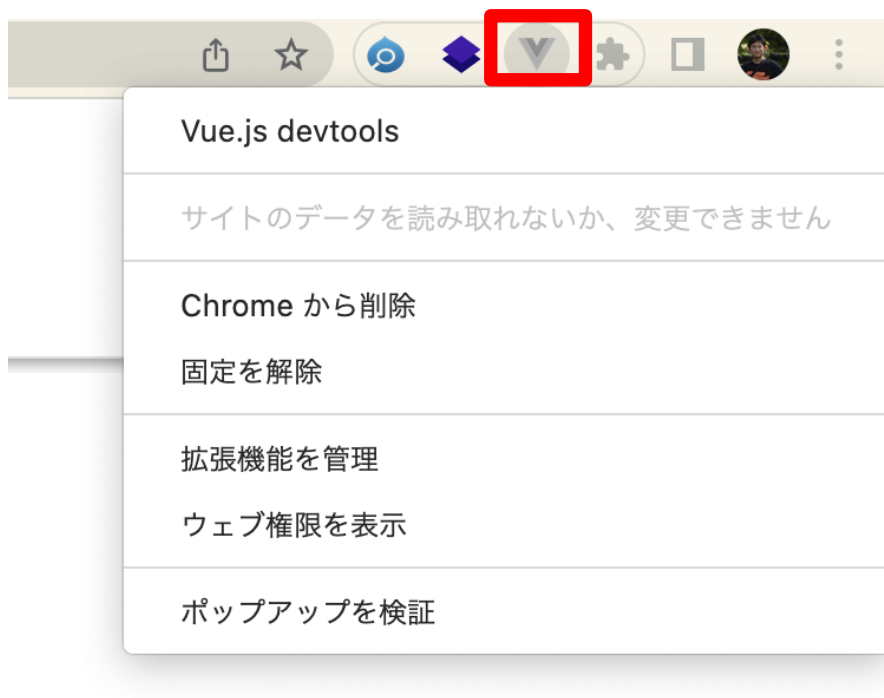 Vue.js devtools
サイトのデータを読み取れないか、変更できません
Chrome から削除
固定を解除
拡張機能を管理
ウェブ権限を表示
ポップアップを検証